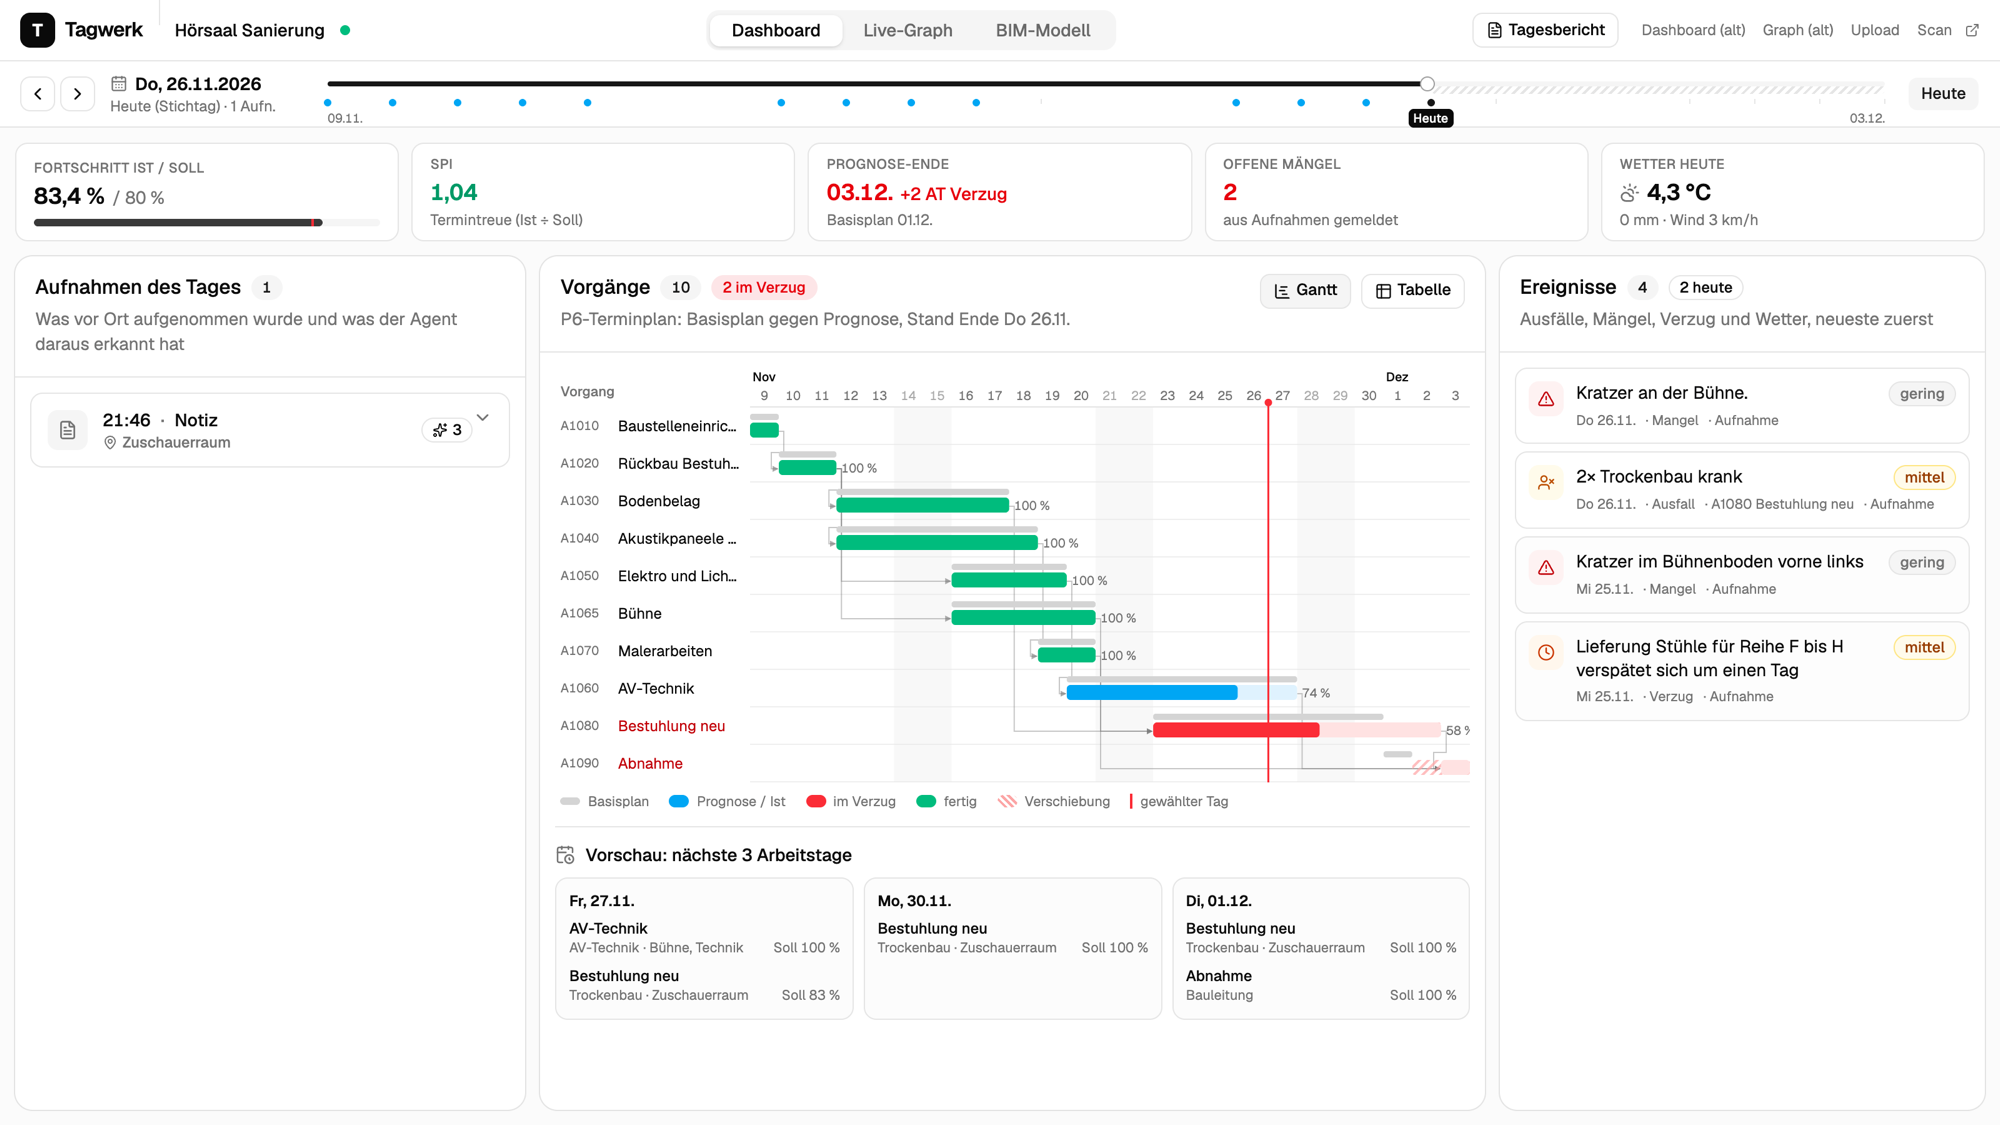 T Tagwerk
Hörsaal Sanierung
Dashboard Live-Graph BIM-Modell
Tagesbericht Dashboard (alt) Graph (alt) Upload Scan
Do, 26.11.2026
Heute (Stichtag) · 1 Aufn.
09.11.
Heute
03.12.
Heute
FORTSCHRITT IST / SOLL
83,4 % / 80 %
SPI
1,04
Termintreue (Ist ÷ Soll)
PROGNOSE-ENDE
03.12. +2 AT Verzug
Basisplan 01.12.
OFFENE MÄNGEL
2
aus Aufnahmen gemeldet
WETTER HEUTE
4,3 °C
0 mm · Wind 3 km/h
Aufnahmen des Tages 1
Was vor Ort aufgenommen wurde und was der Agent
daraus erkannt hat
21:46 · Notiz
Zuschauerraum
3
Vorgänge 10 2 im Verzug
P6-Terminplan: Basisplan gegen Prognose, Stand Ende Do 26.11.
Gantt Tabelle
Vorgang
Nov Dez
9 10 11 12 13 14 15 16 17 18 19 20 21 22 23 24 25 26 27 28 29 30 1 2 3
A1010 Baustelleneinric...
A1020 Rückbau Bestuh... 100 %
A1030 Bodenbelag 100 %
A1040 Akustikpaneele ... 100 %
A1050 Elektro und Lich... 100 %
A1065 Bühne 100 %
A1070 Malerarbeiten 100 %
A1060 AV-Technik 74 %
A1080 Bestuhlung neu 58 %
A1090 Abnahme
Basisplan Prognose / Ist im Verzug fertig Verschiebung gewählter Tag
Vorschau: nächste 3 Arbeitstage
Fr, 27.11.
AV-Technik
AV-Technik · Bühne, Technik Soll 100 %
Bestuhlung neu
Trockenbau · Zuschauerraum Soll 83 %
Mo, 30.11.
Bestuhlung neu
Trockenbau · Zuschauerraum Soll 100 %
Di, 01.12.
Bestuhlung neu
Trockenbau · Zuschauerraum Soll 100 %
Abnahme
Bauleitung Soll 100 %
Ereignisse 4 2 heute
Ausfälle, Mängel, Verzug und Wetter, neueste zuerst
Kratzer an der Bühne. gering
Do 26.11. · Mangel · Aufnahme
2× Trockenbau krank mittel
Do 26.11. · Ausfall · A1080 Bestuhlung neu · Aufnahme
Kratzer im Bühnenboden vorne links gering
Mi 25.11. · Mangel · Aufnahme
Lieferung Stühle für Reihe F bis H mittel
verspätet sich um einen Tag
Mi 25.11. · Verzug · Aufnahme